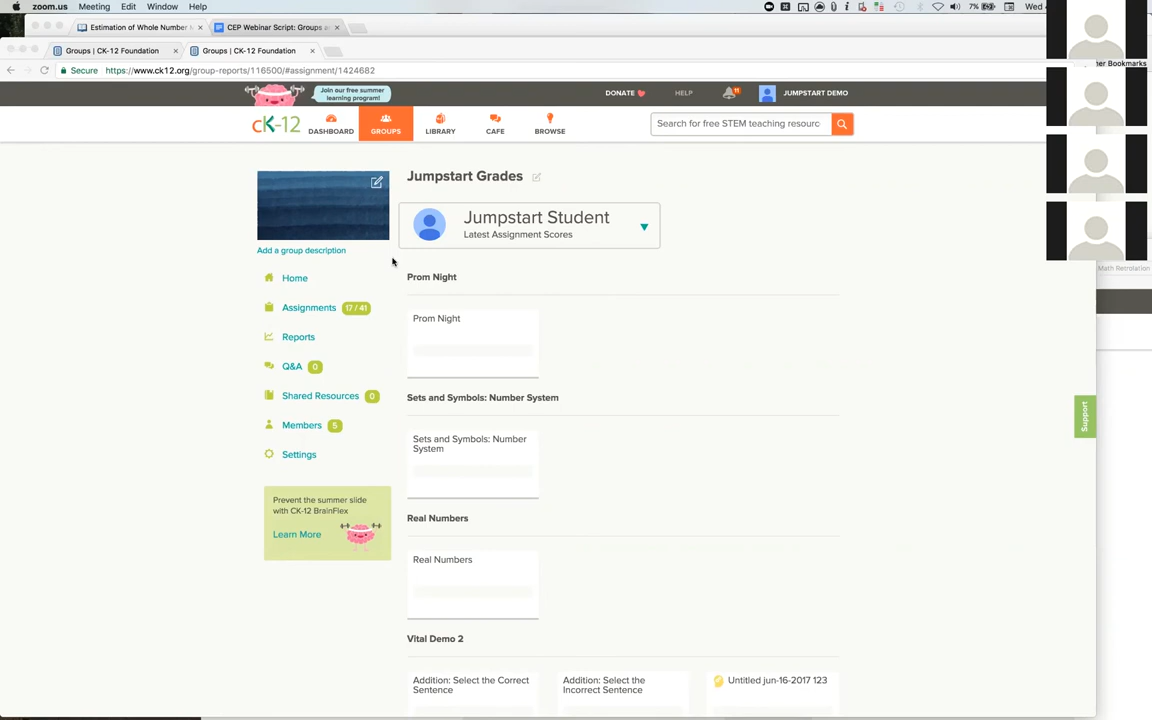 zoom.us Meeting Edit Window Help
7% Wed
Estimation of Whole Number
CEP Webinar Script: Groups a
Groups | CK-12 Foundation
Groups | CK-12 Foundation
her Bookmarks
Secure https://www.ck12.org/group-reports/116500/#assignment/1424682
Join our free summer
learning program!
DONATE
HELP
11
JUMPSTART DEMO
cK-12
DASHBOARD
GROUPS
LIBRARY
CAFE
BROWSE
Search for free STEM teaching resourc
Jumpstart Grades
Jumpstart Student
Latest Assignment Scores
Add a group description
Math Retrolation
Home
Prom Night
Assignments 17 / 41
Prom Night
Reports
Q&A 0
Shared Resources 0
Sets and Symbols: Number System
Members 5
Sets and Symbols: Number
System
Support
Settings
Prevent the summer slide
with CK-12 BrainFlex
Learn More
Real Numbers
Real Numbers
Vital Demo 2
Addition: Select the Correct
Sentence
Addition: Select the
Incorrect Sentence
Untitled jun-16-2017 123